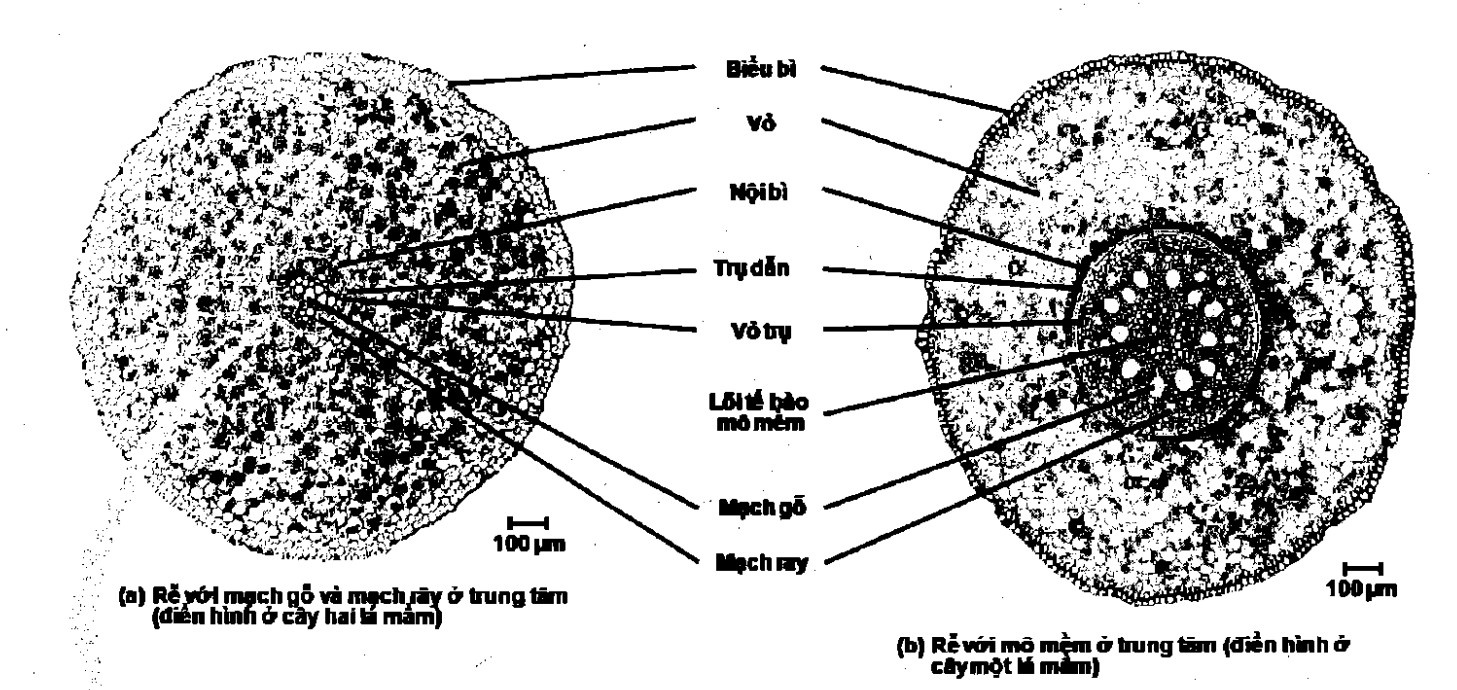 Biểu bì
Vỏ
Nội bì
Trụ dẫn
Vỏ trụ
Lõi tế bào
mô mềm
Mạch gỗ
Mạch rây
100 µm
(a) Rễ với mạch gỗ và mạch rây ở trung tâm
(điển hình ở cây hai lá mầm)
100 µm
(b) Rễ với mô mềm ở trung tâm (điển hình ở
cây một lá mầm)